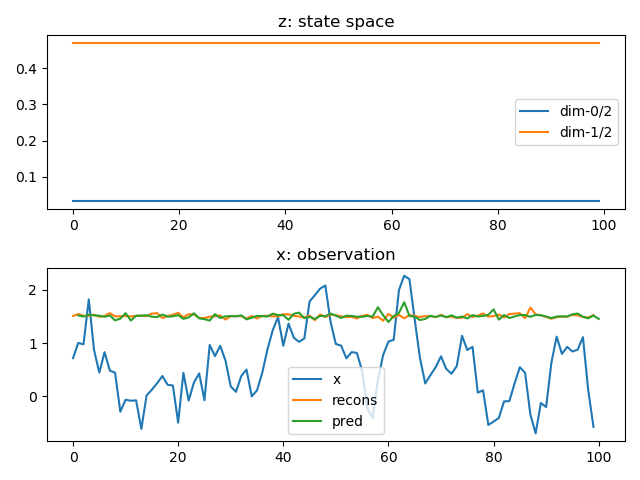 z: state space
0.4
0.3
0.2
0.1
dim-0/2
dim-1/2
0 20 40 60 80 100
x: observation
2
1
0
x
recons
pred
0 20 40 60 80 100